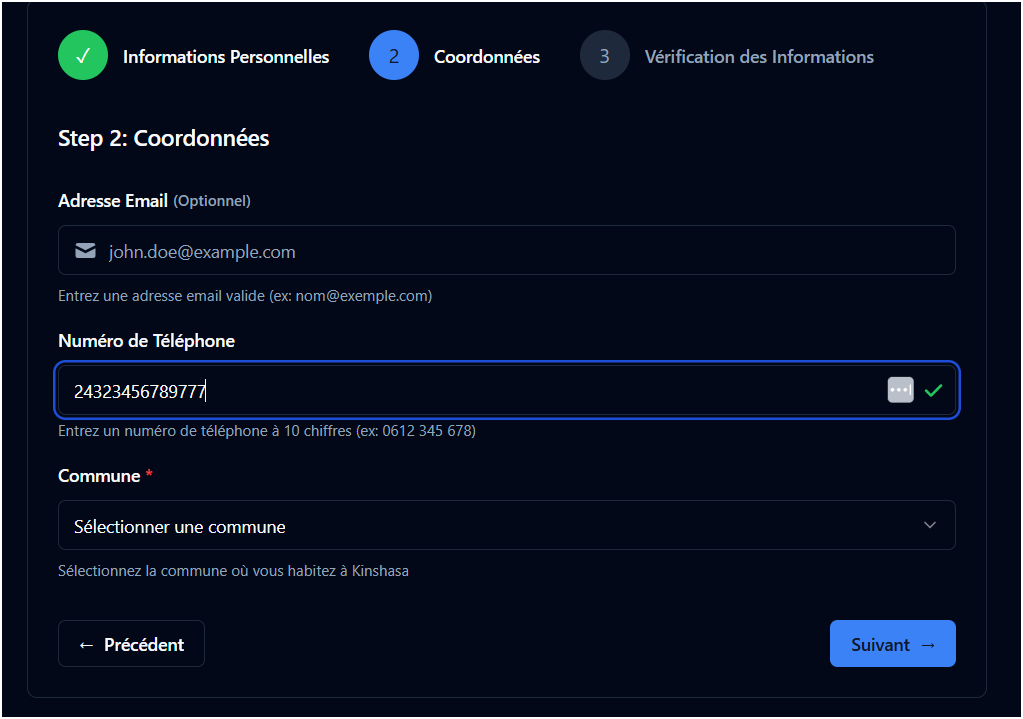 ✓ Informations Personnelles 2 Coordonnées 3 Vérification des Informations
Step 2: Coordonnées
Adresse Email (Optionnel)
john.doe@example.com
Entrez une adresse email valide (ex: nom@exemple.com)
Numéro de Téléphone
24323456789777
Entrez un numéro de téléphone à 10 chiffres (ex: 0612 345 678)
Commune *
Sélectionner une commune
Sélectionnez la commune où vous habitez à Kinshasa
← Précédent Suivant →